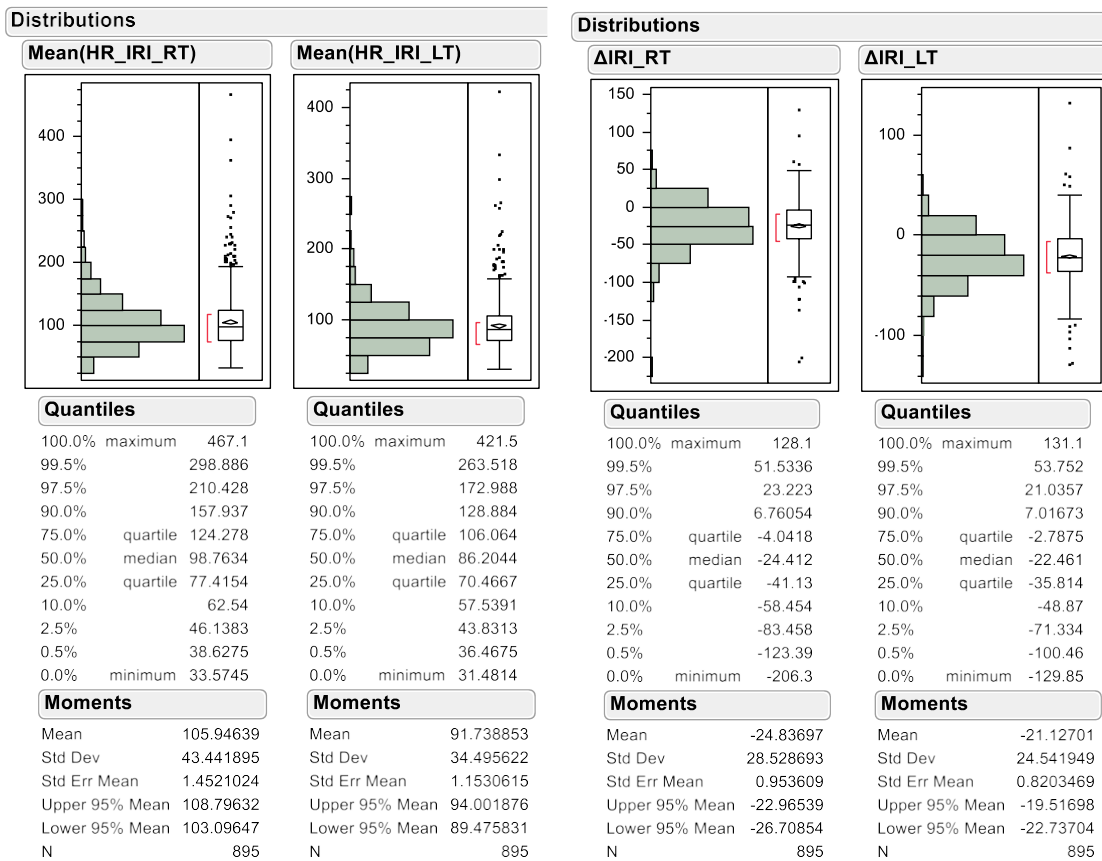 Distributions
Mean(HR_IRI_RT)
400
300
200
100
Quantiles
100.0% maximum 467.1
99.5% 298.886
97.5% 210.428
90.0% 157.937
75.0% quartile 124.278
50.0% median 98.7634
25.0% quartile 77.4154
10.0% 62.54
2.5% 46.1383
0.5% 38.6275
0.0% minimum 33.5745
Moments
Mean 105.94639
Std Dev 43.441895
Std Err Mean 1.4521024
Upper 95% Mean 108.79632
Lower 95% Mean 103.09647
N 895
Mean(HR_IRI_LT)
400
300
200
100
Quantiles
100.0% maximum 421.5
99.5% 263.518
97.5% 172.988
90.0% 128.884
75.0% quartile 106.064
50.0% median 86.2044
25.0% quartile 70.4667
10.0% 57.5391
2.5% 43.8313
0.5% 36.4675
0.0% minimum 31.4814
Moments
Mean 91.738853
Std Dev 34.495622
Std Err Mean 1.1530615
Upper 95% Mean 94.001876
Lower 95% Mean 89.475831
N 895
Distributions
ΔIRI_RT
150
100
50
0
-50
-100
-150
-200
Quantiles
100.0% maximum 128.1
99.5% 51.5336
97.5% 23.223
90.0% 6.76054
75.0% quartile -4.0418
50.0% median -24.412
25.0% quartile -41.13
10.0% -58.454
2.5% -83.458
0.5% -123.39
0.0% minimum -206.3
Moments
Mean -24.83697
Std Dev 28.528693
Std Err Mean 0.953609
Upper 95% Mean -22.96539
Lower 95% Mean -26.70854
N 895
ΔIRI_LT
100
0
-100
Quantiles
100.0% maximum 131.1
99.5% 53.752
97.5% 21.0357
90.0% 7.01673
75.0% quartile -2.7875
50.0% median -22.461
25.0% quartile -35.814
10.0% -48.87
2.5% -71.334
0.5% -100.46
0.0% minimum -129.85
Moments
Mean -21.12701
Std Dev 24.541949
Std Err Mean 0.8203469
Upper 95% Mean -19.51698
Lower 95% Mean -22.73704
N 895